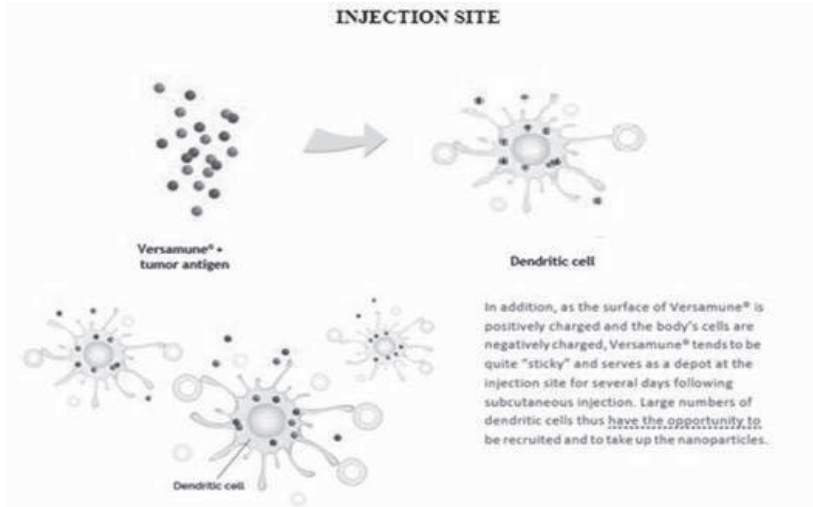 INJECTION SITE
Versamune® +
tumor antigen
Dendritic cell
In addition, as the surface of Versamune® is
positively charged and the body's cells are
negatively charged, Versamune® tends to be
quite "sticky" and serves as a depot at the
injection site for several days following
subcutaneous injection. Large numbers of
dendritic cells thus have the opportunity to
be recruited and to take up the nanoparticles.
Dendritic cell